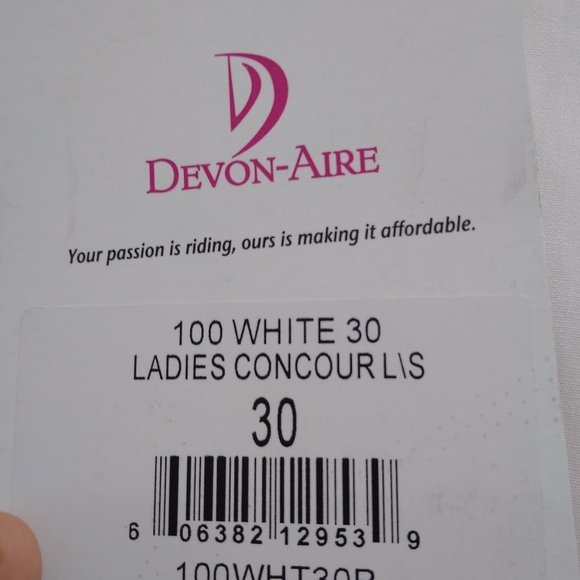 DEVON-AIRE
Your passion is riding, ours is making it affordable.
100 WHITE 30
LADIES CONCOUR L\S
30
6 06382 12953 9
100WHT30R